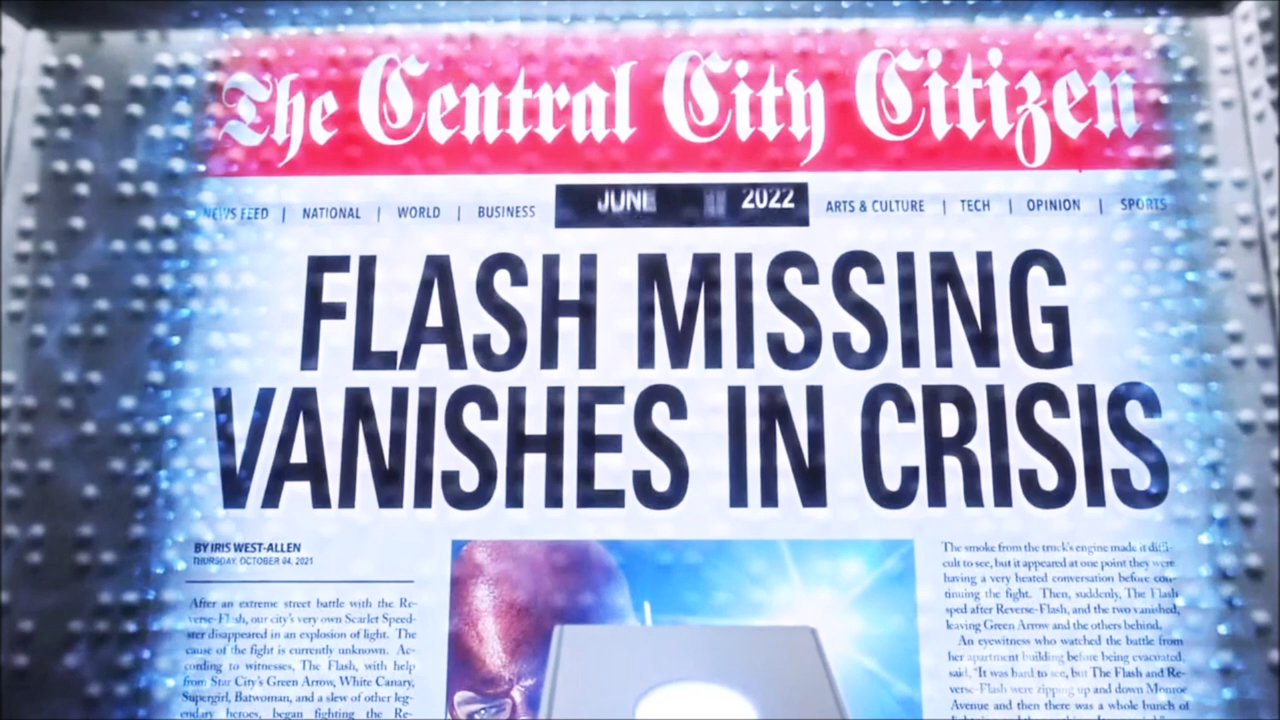 The Central City Citizen
NEWS FEED | NATIONAL | WORLD | BUSINESS JUNE 2022 ARTS & CULTURE | TECH | OPINION | SPORTS
FLASH MISSING
VANISHES IN CRISIS
BY IRIS WEST-ALLEN
THURSDAY, OCTOBER 04, 2021
After an extreme street battle with the Re-
verse-Flash, our city's very own Scarlet Speed-
ster disappeared in an explosion of light. The
cause of the fight is currently unknown. Ac-
cording to witnesses, The Flash, with help
from Star City's Green Arrow, White Canary,
Supergirl, Batwoman, and a slew of other leg-
endary heroes, began fighting the Re-
The smoke from the truck's engine made it diffi-
cult to see, but it appeared at one point they were
having a very heated conversation before con-
tinuing the fight. Then, suddenly, The Flash
sped after Reverse-Flash, and the two vanished,
leaving Green Arrow and the others behind.
An eyewitness who watched the battle from
her apartment building before being evacuated,
said, "It was hard to see, but The Flash and Re-
verse-Flash were zipping up and down Monroe
Avenue and then there was a whole bunch of